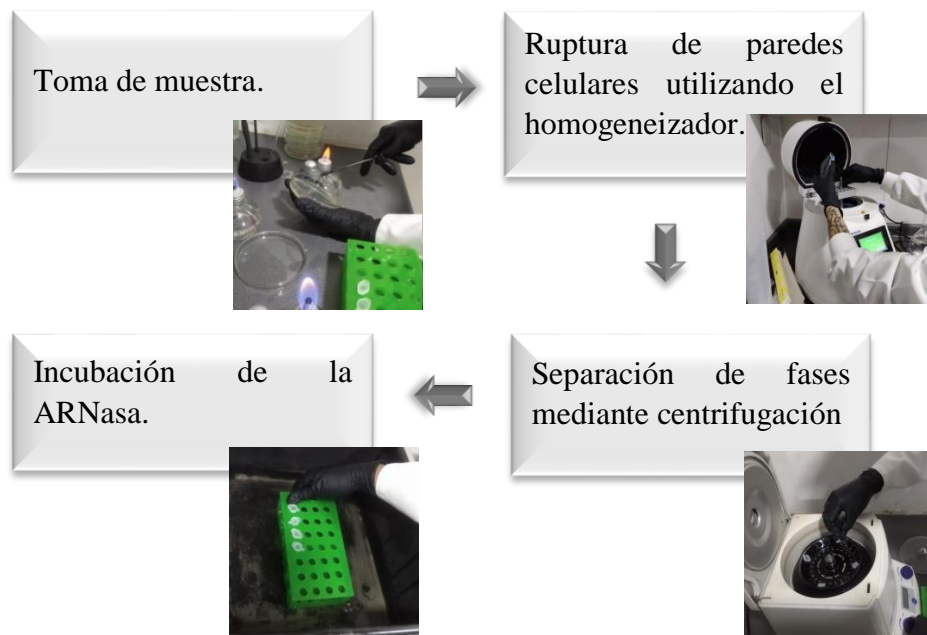 Toma de muestra.
Ruptura de paredes
celulares utilizando el
homogeneizador.
Separación de fases
mediante centrifugación
Incubación de la
ARNasa.